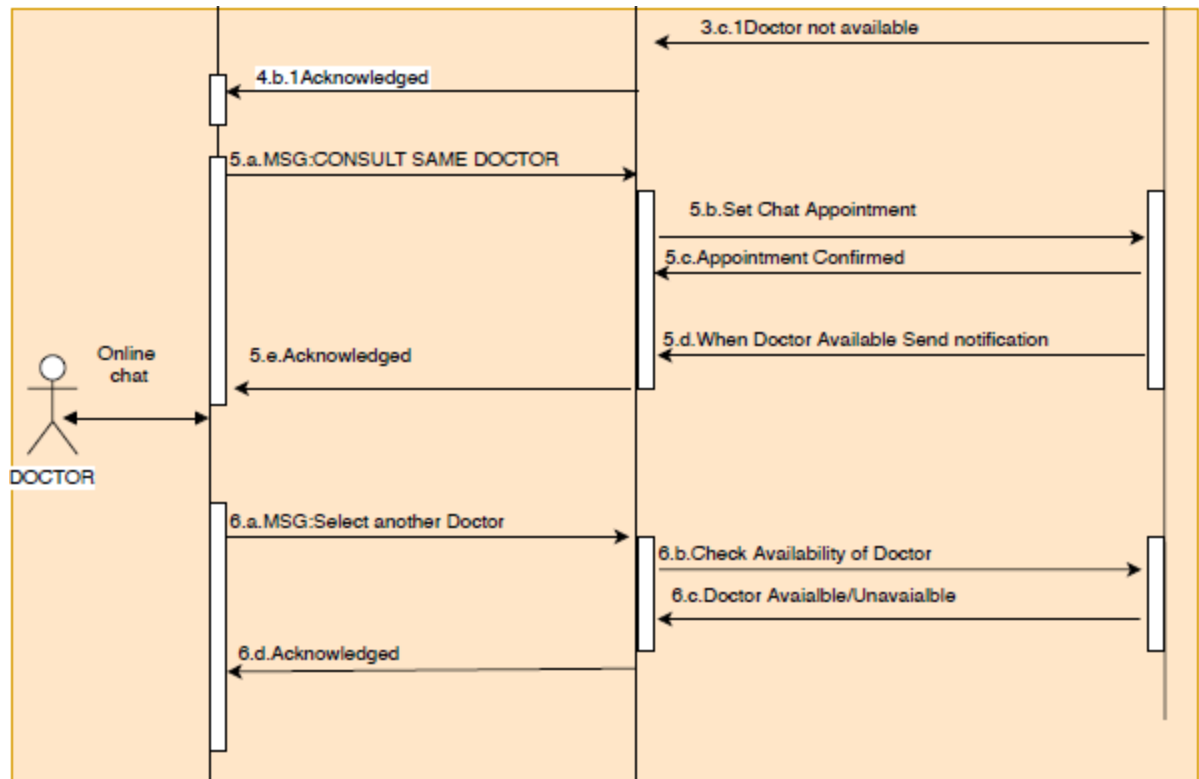 3.c.1Doctor not available
4.b.1Acknowledged
5.a.MSG:CONSULT SAME DOCTOR
5.b.Set Chat Appointment
5.c.Appointment Confirmed
5.d.When Doctor Available Send notification
5.e.Acknowledged
Online
chat
DOCTOR
6.a.MSG:Select another Doctor
6.b.Check Availability of Doctor
6.c.Doctor Avaialble/Unavaialble
6.d.Acknowledged